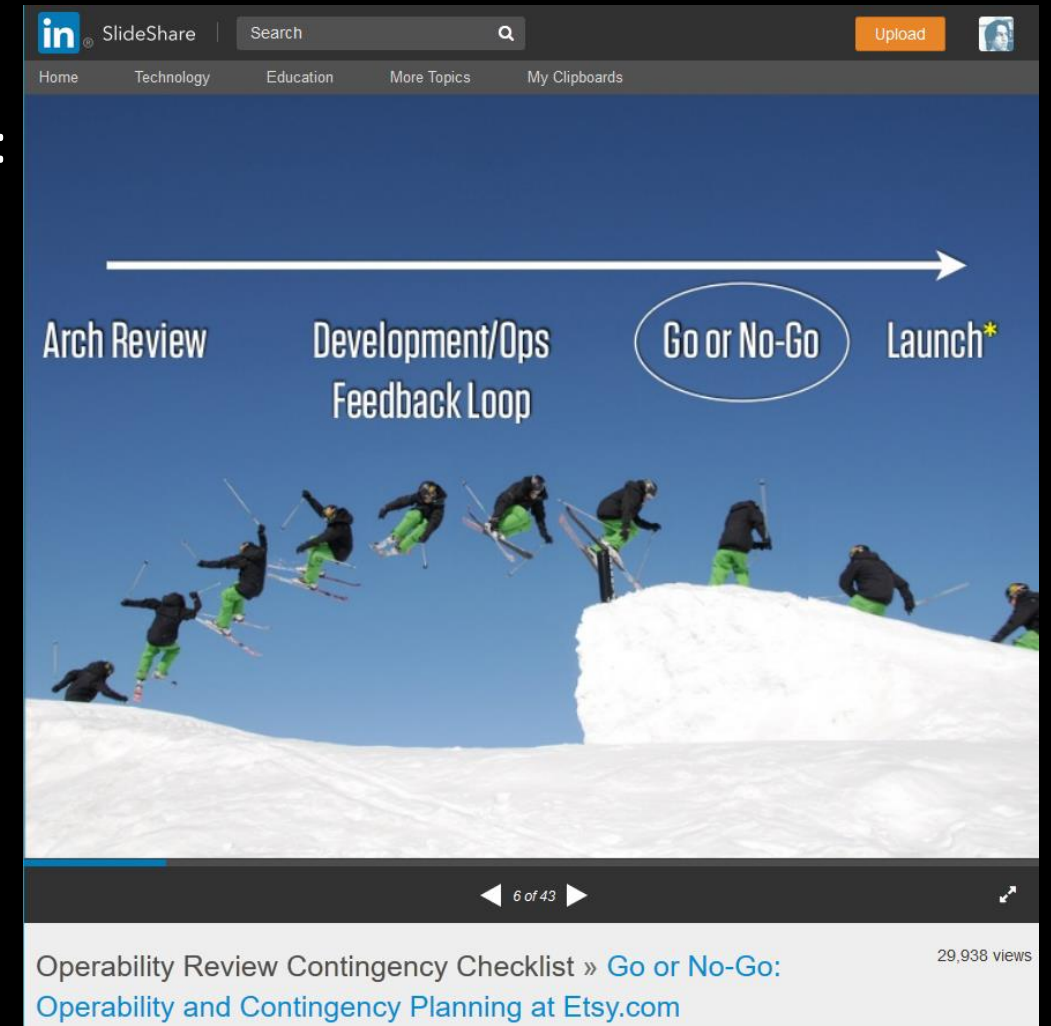 :
in® SlideShare Search Upload
Home Technology Education More Topics My Clipboards
Arch Review Development/Ops Go or No-Go Launch*
Feedback Loop
6 of 43
Operability Review Contingency Checklist » Go or No-Go:
Operability and Contingency Planning at Etsy.com
29,938 views